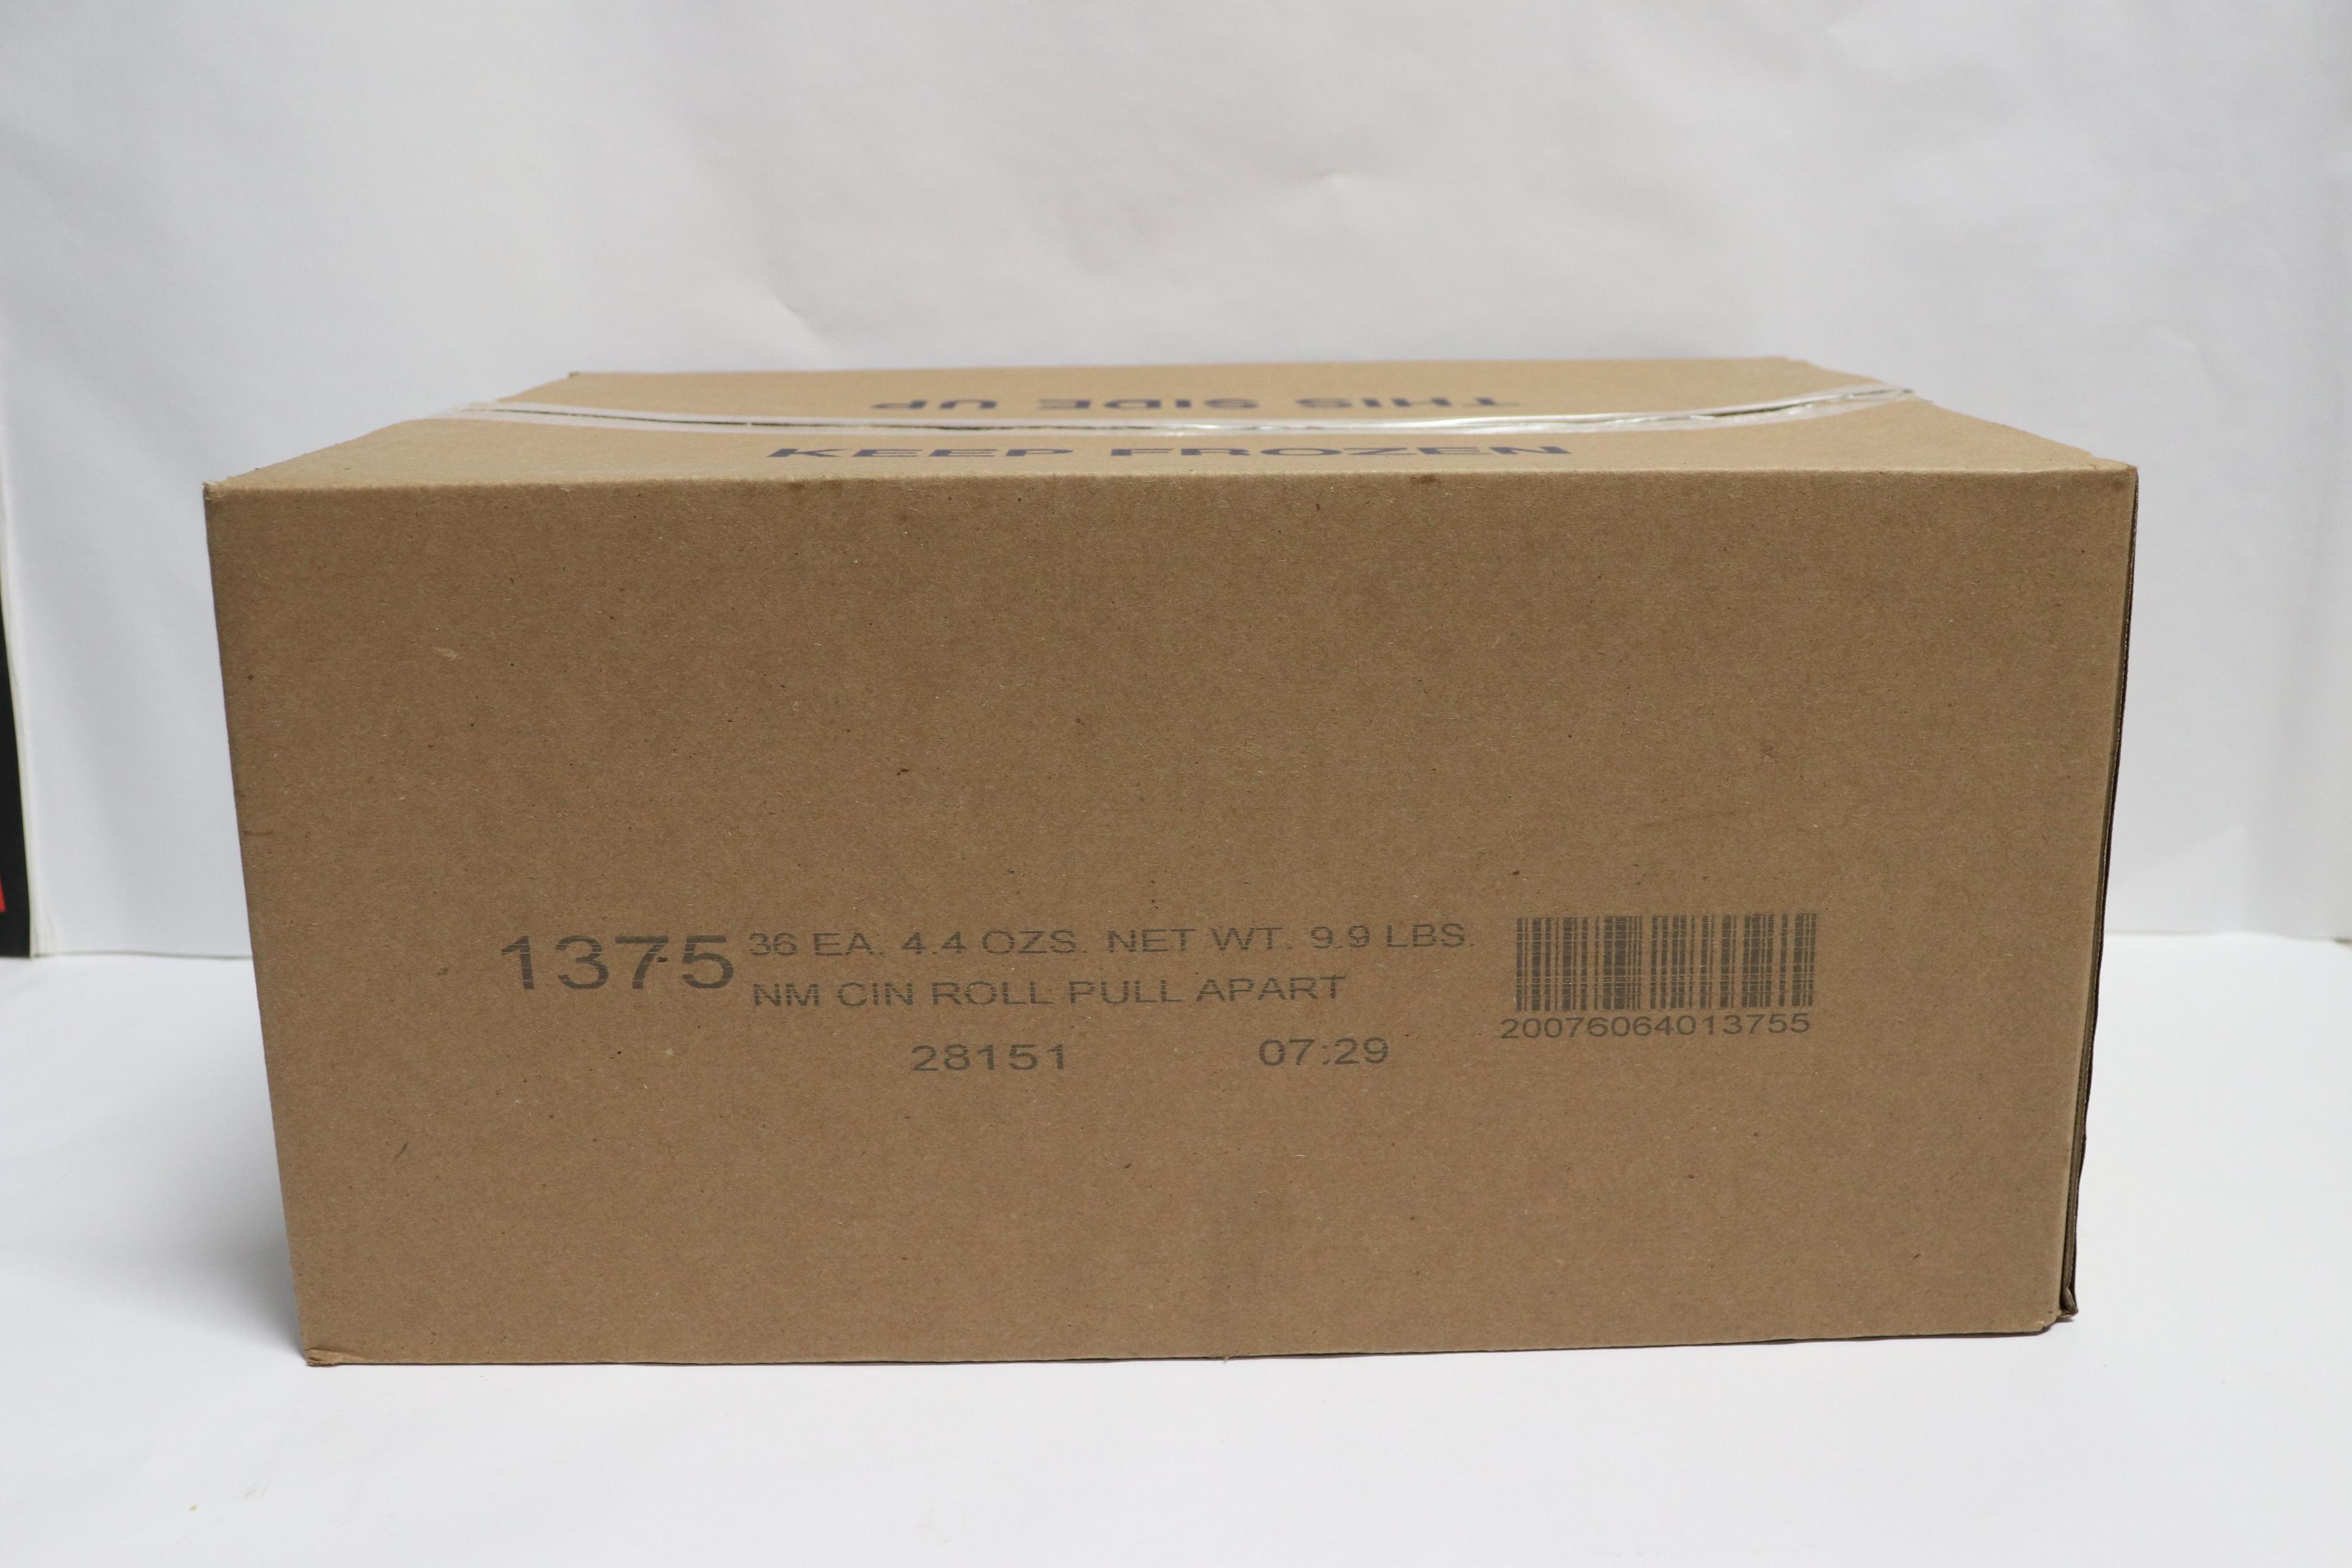 THIS SIDE UP
KEEP FROZEN
1375 36 EA. 4.4 OZS. NET WT. 9.9 LBS.
NM CIN ROLL PULL APART
20076064013755
28151 07:29